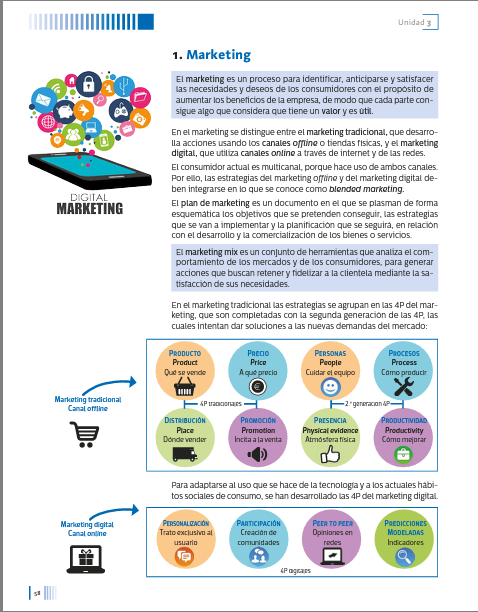 Unidad 3
1. Marketing
El marketing es un proceso para identificar, anticiparse y satisfacer
las necesidades y deseos de los consumidores con el propósito de
aumentar los beneficios de la empresa, de modo que cada parte con-
sigue algo que considera que tiene un valor y es útil.
En el marketing se distingue entre el marketing tradicional, que desarro-
lla acciones usando los canales offline o tiendas físicas, y el marketing
digital, que utiliza canales online a través de internet y de las redes.
El consumidor actual es multicanal, porque hace uso de ambos canales.
Por ello, las estrategias del marketing offline y del marketing digital de-
ben integrarse en lo que se conoce como blended marketing.
El plan de marketing es un documento en el que se plasman de forma
esquemática los objetivos que se pretenden conseguir, las estrategias
que se van a implementar y la planificación que se seguirá, en relación
con el desarrollo y la comercialización de los bienes o servicios.
DIGITAL
MARKETING
El marketing mix es un conjunto de herramientas que analiza el com-
portamiento de los mercados y de los consumidores, para generar
acciones que buscan retener y fidelizar a la clientela mediante la sa-
tisfacción de sus necesidades.
En el marketing tradicional las estrategias se agrupan en las 4P del mar-
keting, que son completadas con la segunda generación de las 4P, las
cuales intentan dar soluciones a las nuevas demandas del mercado:
Marketing tradicional
Canal offline
PRODUCTO
Product
Qué se vende
PRECIO
Price
A qué precio
PERSONAS
People
Cuidar el equipo
PROCESOS
Process
Cómo producir
4P tradicionales
2.ª generación 4P
DISTRIBUCIÓN
Place
Dónde vender
PROMOCIÓN
Promotion
Incita a la venta
PRESENCIA
Physical evidence
Atmósfera física
PRODUCTIVIDAD
Productivity
Cómo mejorar
Para adaptarse al uso que se hace de la tecnología y a los actuales hábi-
tos sociales de consumo, se han desarrollado las 4P del marketing digital.
Marketing digital
Canal online
PERSONALIZACIÓN
Trato exclusivo al
usuario
PARTICIPACIÓN
Creación de
comunidades
PEER TO PEER
Opiniones en
redes
PREDICCIONES
MODELADAS
Indicadores
4P digitales
58